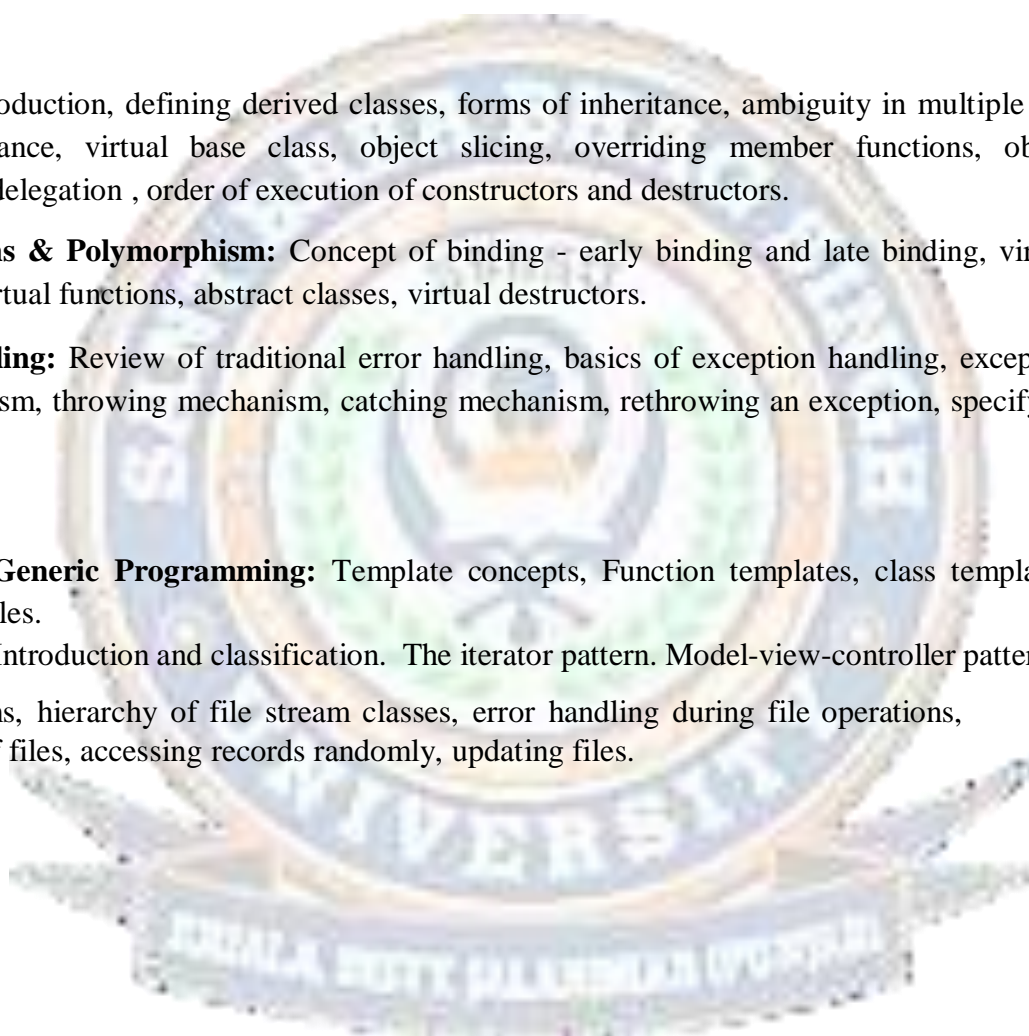 oduction, defining derived classes, forms of inheritance, ambiguity in multiple
ance, virtual base class, object slicing, overriding member functions, ob
delegation , order of execution of constructors and destructors.
ns & Polymorphism: Concept of binding - early binding and late binding, vir
rtual functions, abstract classes, virtual destructors.
ling: Review of traditional error handling, basics of exception handling, excep
ism, throwing mechanism, catching mechanism, rethrowing an exception, specify
Generic Programming: Template concepts, Function templates, class templa
les.
Introduction and classification. The iterator pattern. Model-view-controller patter
ns, hierarchy of file stream classes, error handling during file operations,
f files, accessing records randomly, updating files.
UNIVERSITY